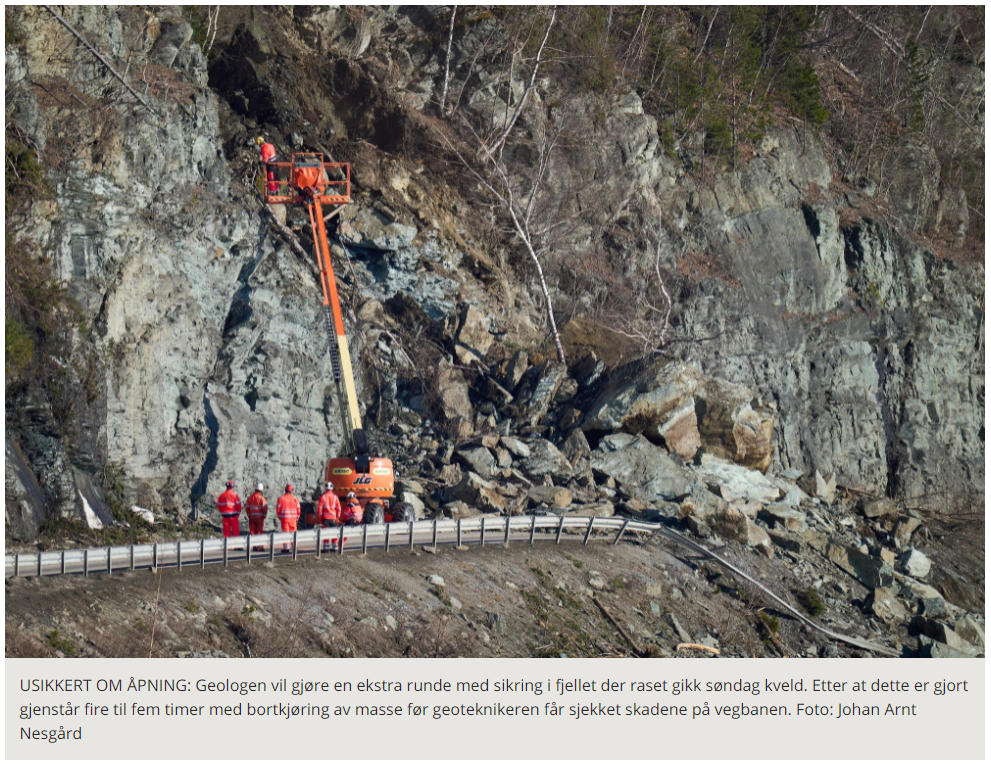 JLG
USIKKERT OM ÅPNING: Geologen vil gjøre en ekstra runde med sikring i fjellet der raset gikk søndag kveld. Etter at dette er gjort
gjenstår fire til fem timer med bortkjøring av masse før geoteknikeren får sjekket skadene på vegbanen. Foto: Johan Arnt
Nesgård